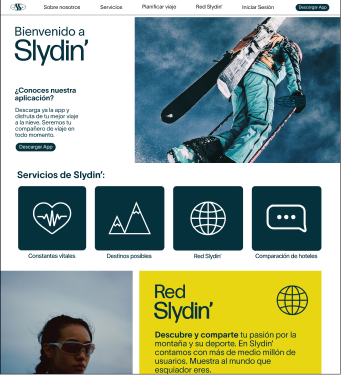 Sobre nosotros
Servicios
Planificar viaje
Red Slydin'
Iniciar Sesión
Descargar App
Bienvenido a
Slydin'
¿Conoces nuestra
aplicación?
Descarga ya la app y
disfruta de tu mejor viaje
a la nieve. Seremos tu
compañero de viaje en
todo momento.
Descargar App
Servicios de Slydin':
Constantes vitales
Destinos posibles
Red Slydin'
Comparación de hoteles
Red
Slydin'
Descubre y comparte tu pasión por la
montaña y su deporte. En Slydin'
contamos con más de medio millón de
usuarios. Muestra al mundo que
esquiador eres.